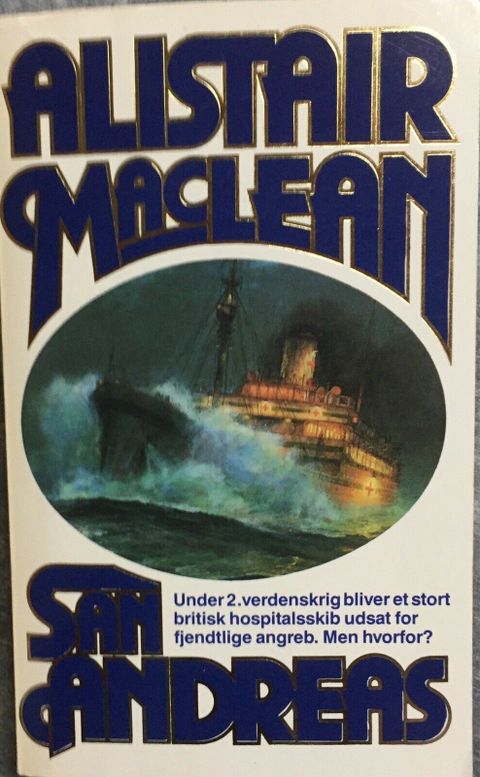 ALISTAIR
MACLEAN
SAN
ANDREAS
Under 2.verdenskrig bliver et stort
britisk hospitalsskib udsat for
fjendtlige angreb. Men hvorfor?